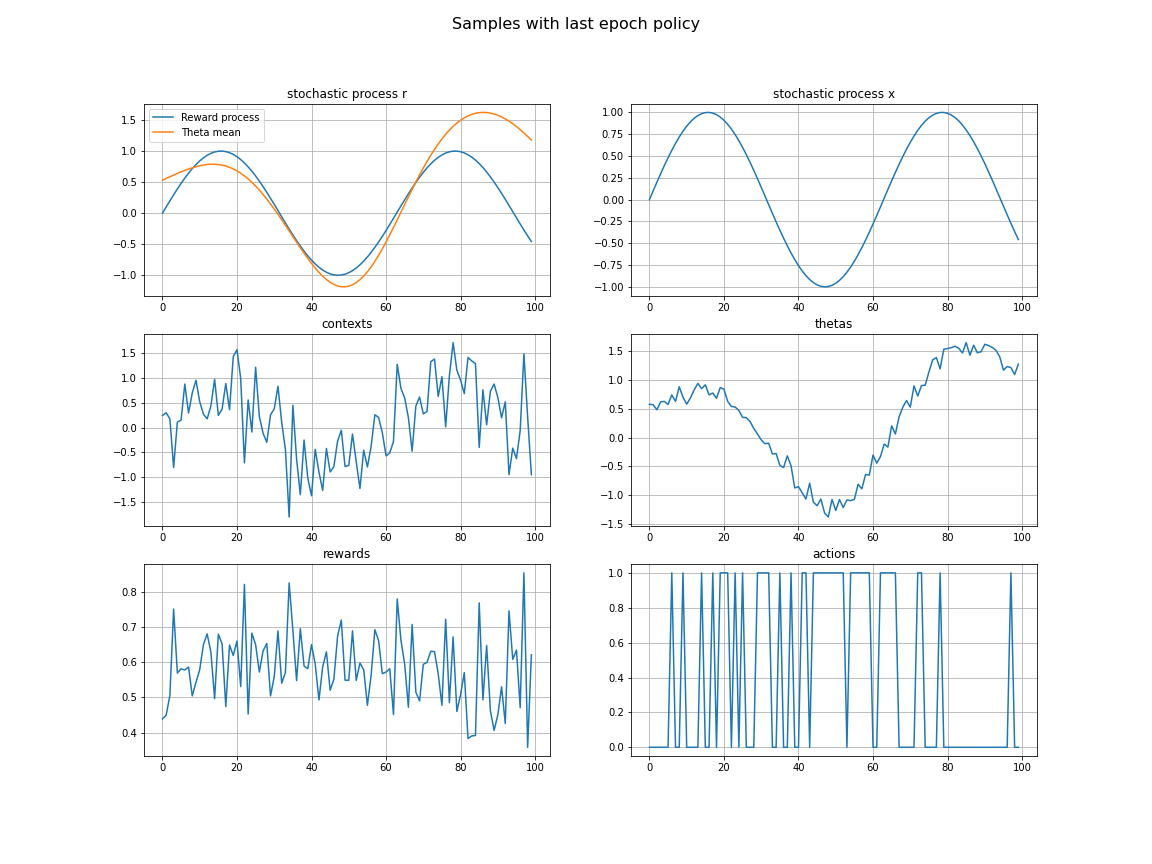 Samples with last epoch policy
stochastic process r
Reward process
Theta mean
1.5
1.0
0.5
0.0
−0.5
−1.0
0 20 40 60 80 100
stochastic process x
1.00
0.75
0.50
0.25
0.00
−0.25
−0.50
−0.75
−1.00
0 20 40 60 80 100
contexts
1.5
1.0
0.5
0.0
−0.5
−1.0
−1.5
0 20 40 60 80 100
thetas
1.5
1.0
0.5
0.0
−0.5
−1.0
−1.5
0 20 40 60 80 100
rewards
0.8
0.7
0.6
0.5
0.4
0 20 40 60 80 100
actions
1.0
0.8
0.6
0.4
0.2
0.0
0 20 40 60 80 100